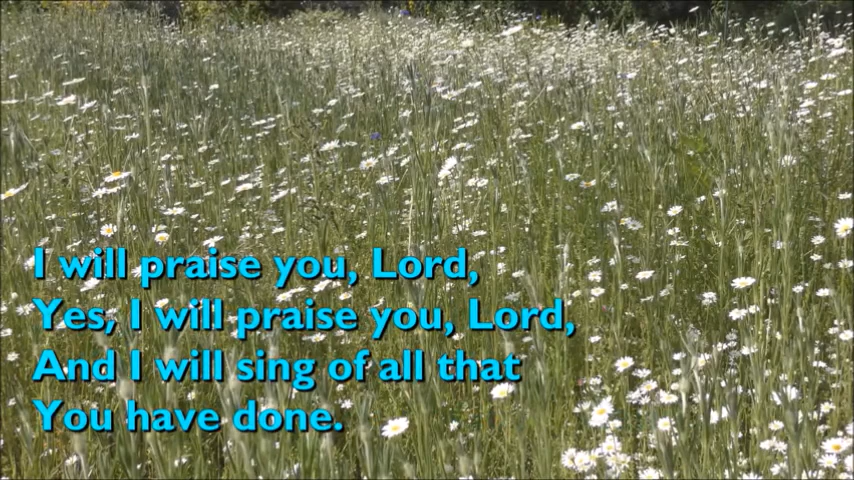 I will praise you, Lord,
Yes, I will praise you, Lord,
And I will sing of all that
You have done.